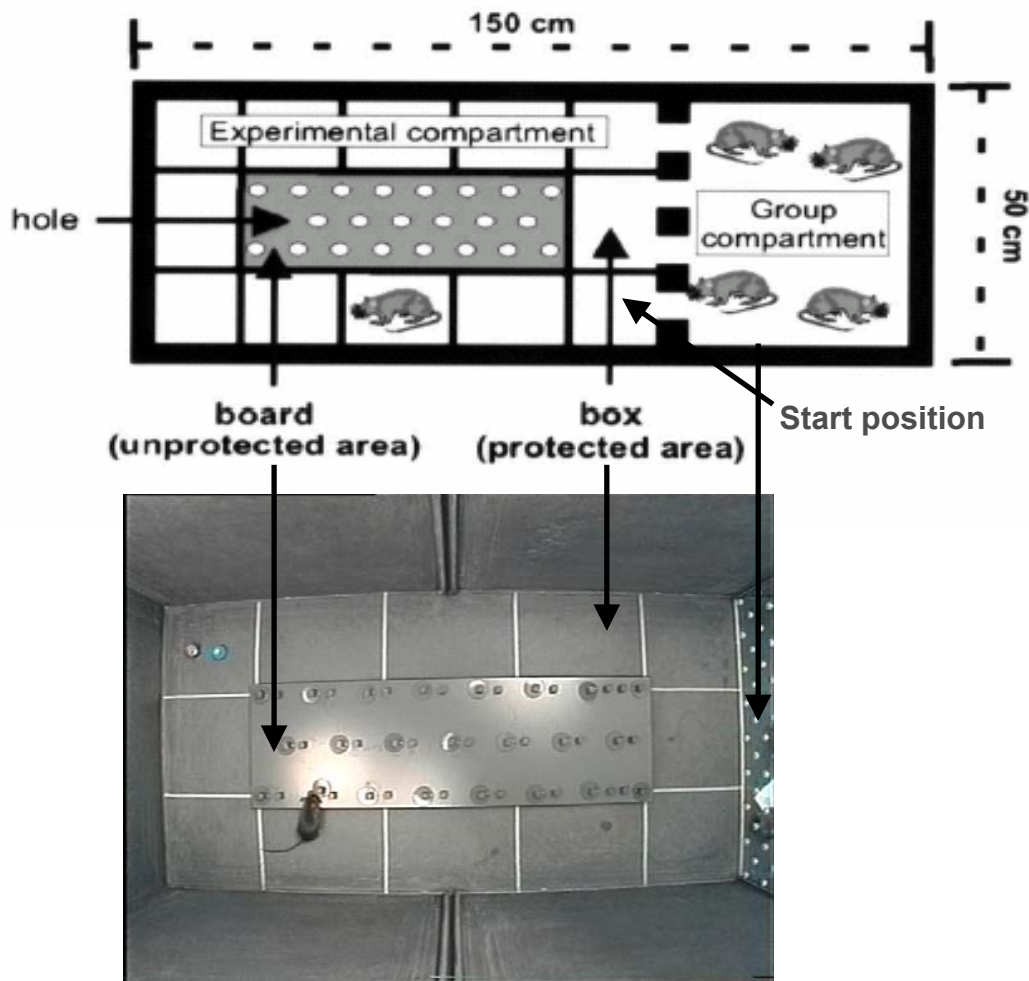 150 cm
Experimental compartment
hole
Group
compartment
50 cm
board
(unprotected area)
box
(protected area)
Start position